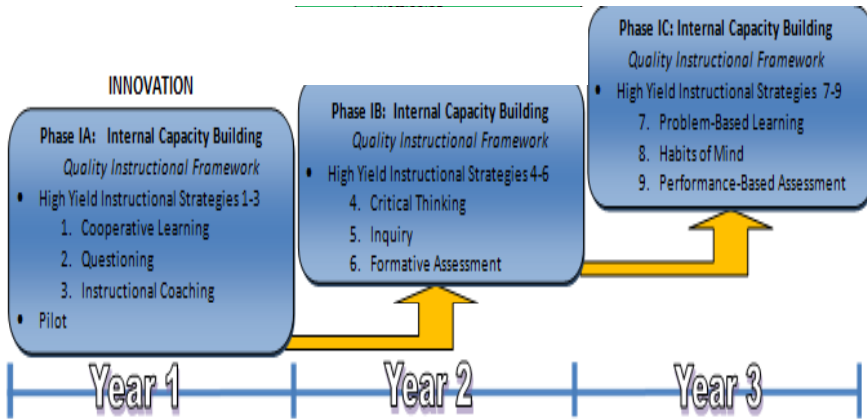 INNOVATION
Phase IA: Internal Capacity Building
Quality Instructional Framework
• High Yield Instructional Strategies 1-3
1. Cooperative Learning
2. Questioning
3. Instructional Coaching
• Pilot
Phase IB: Internal Capacity Building
Quality Instructional Framework
• High Yield Instructional Strategies 4-6
4. Critical Thinking
5. Inquiry
6. Formative Assessment
Phase IC: Internal Capacity Building
Quality Instructional Framework
• High Yield Instructional Strategies 7-9
7. Problem-Based Learning
8. Habits of Mind
9. Performance-Based Assessment
Year 1
Year 2
Year 3